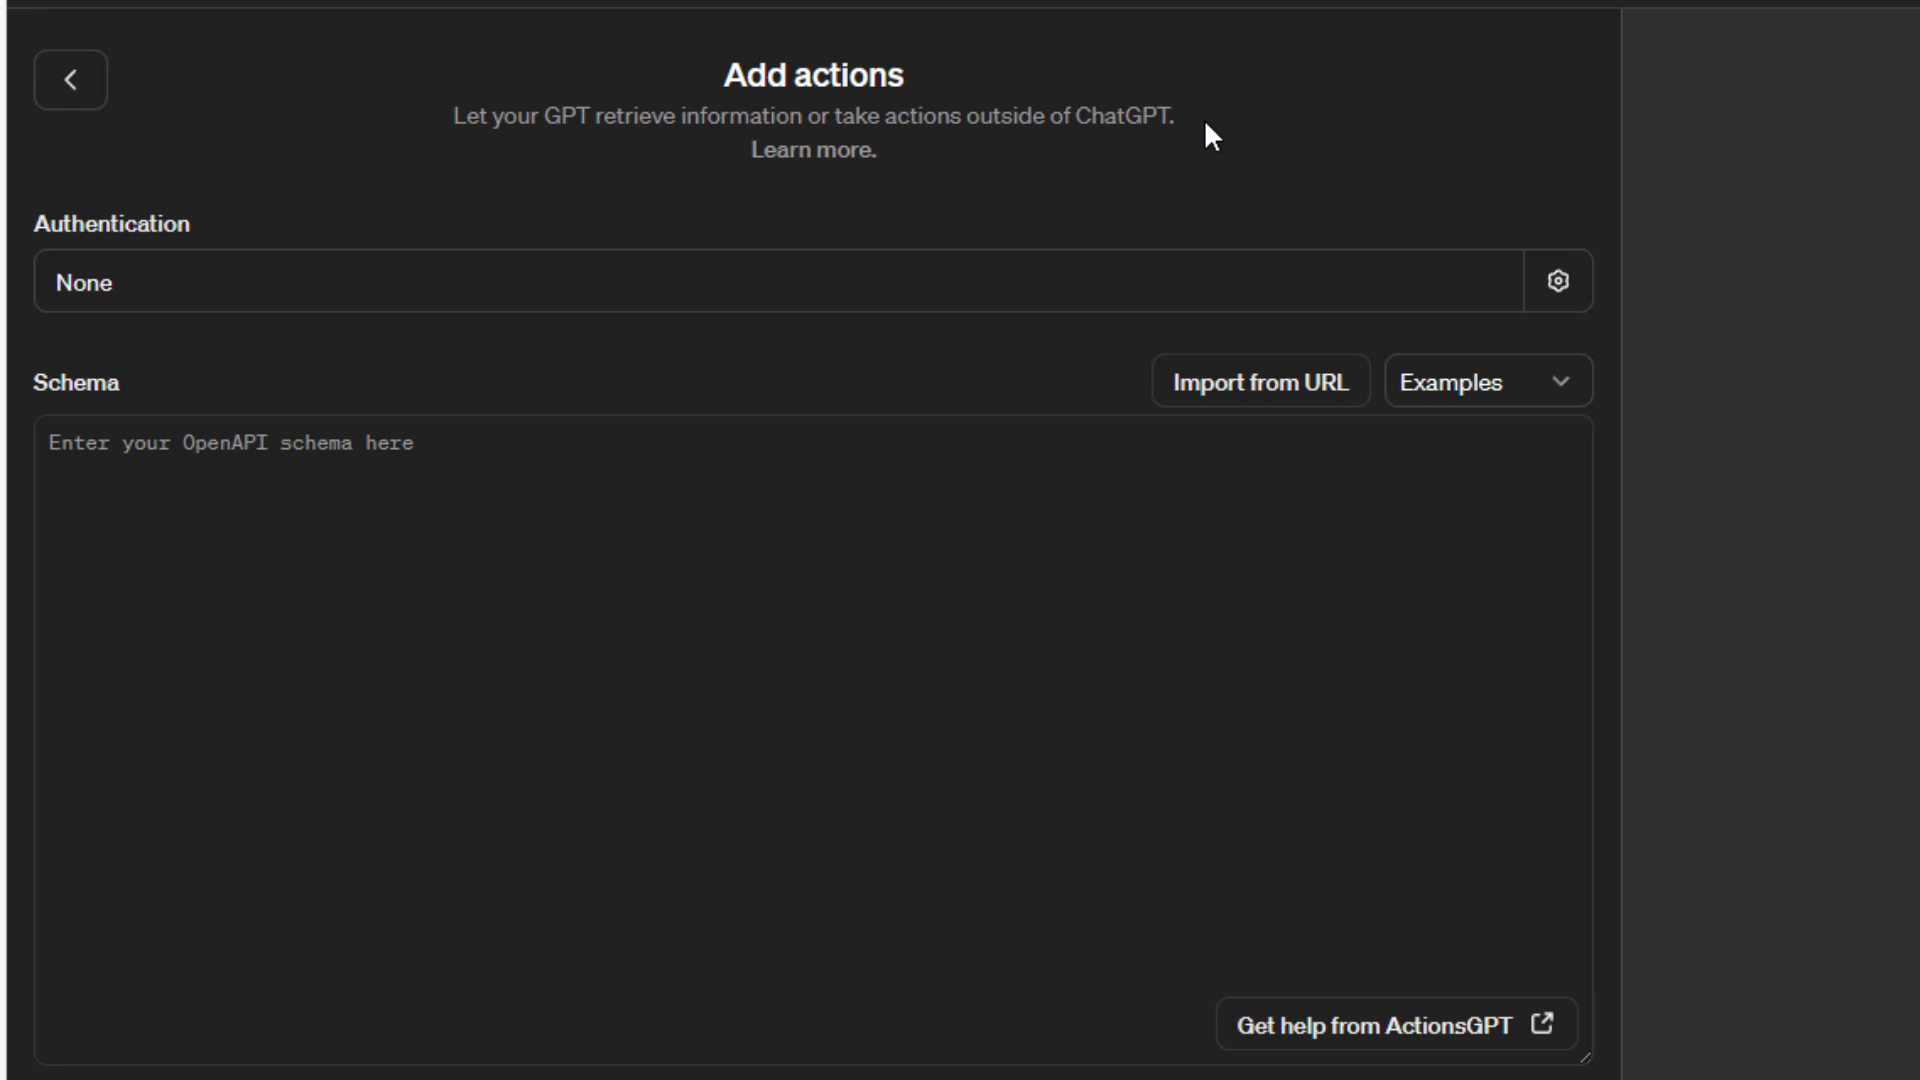 Add actions
Let your GPT retrieve information or take actions outside of ChatGPT.
Learn more.
Authentication
None
Schema
Import from URL
Examples
Enter your OpenAPI schema here
Get help from ActionsGPT